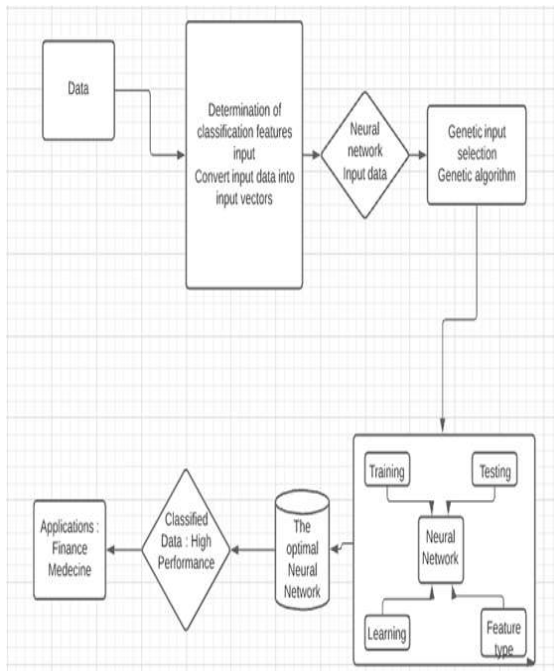 Data
Determination of
classification features
input
Convert input data into
input vectors
Neural
network
Input data
Genetic input
selection
Genetic algorithm
Training
Testing
Neural
Network
Learning
Feature
type
The
optimal
Neural
Network
Classified
Data : High
Performance
Applications :
Finance
Medecine